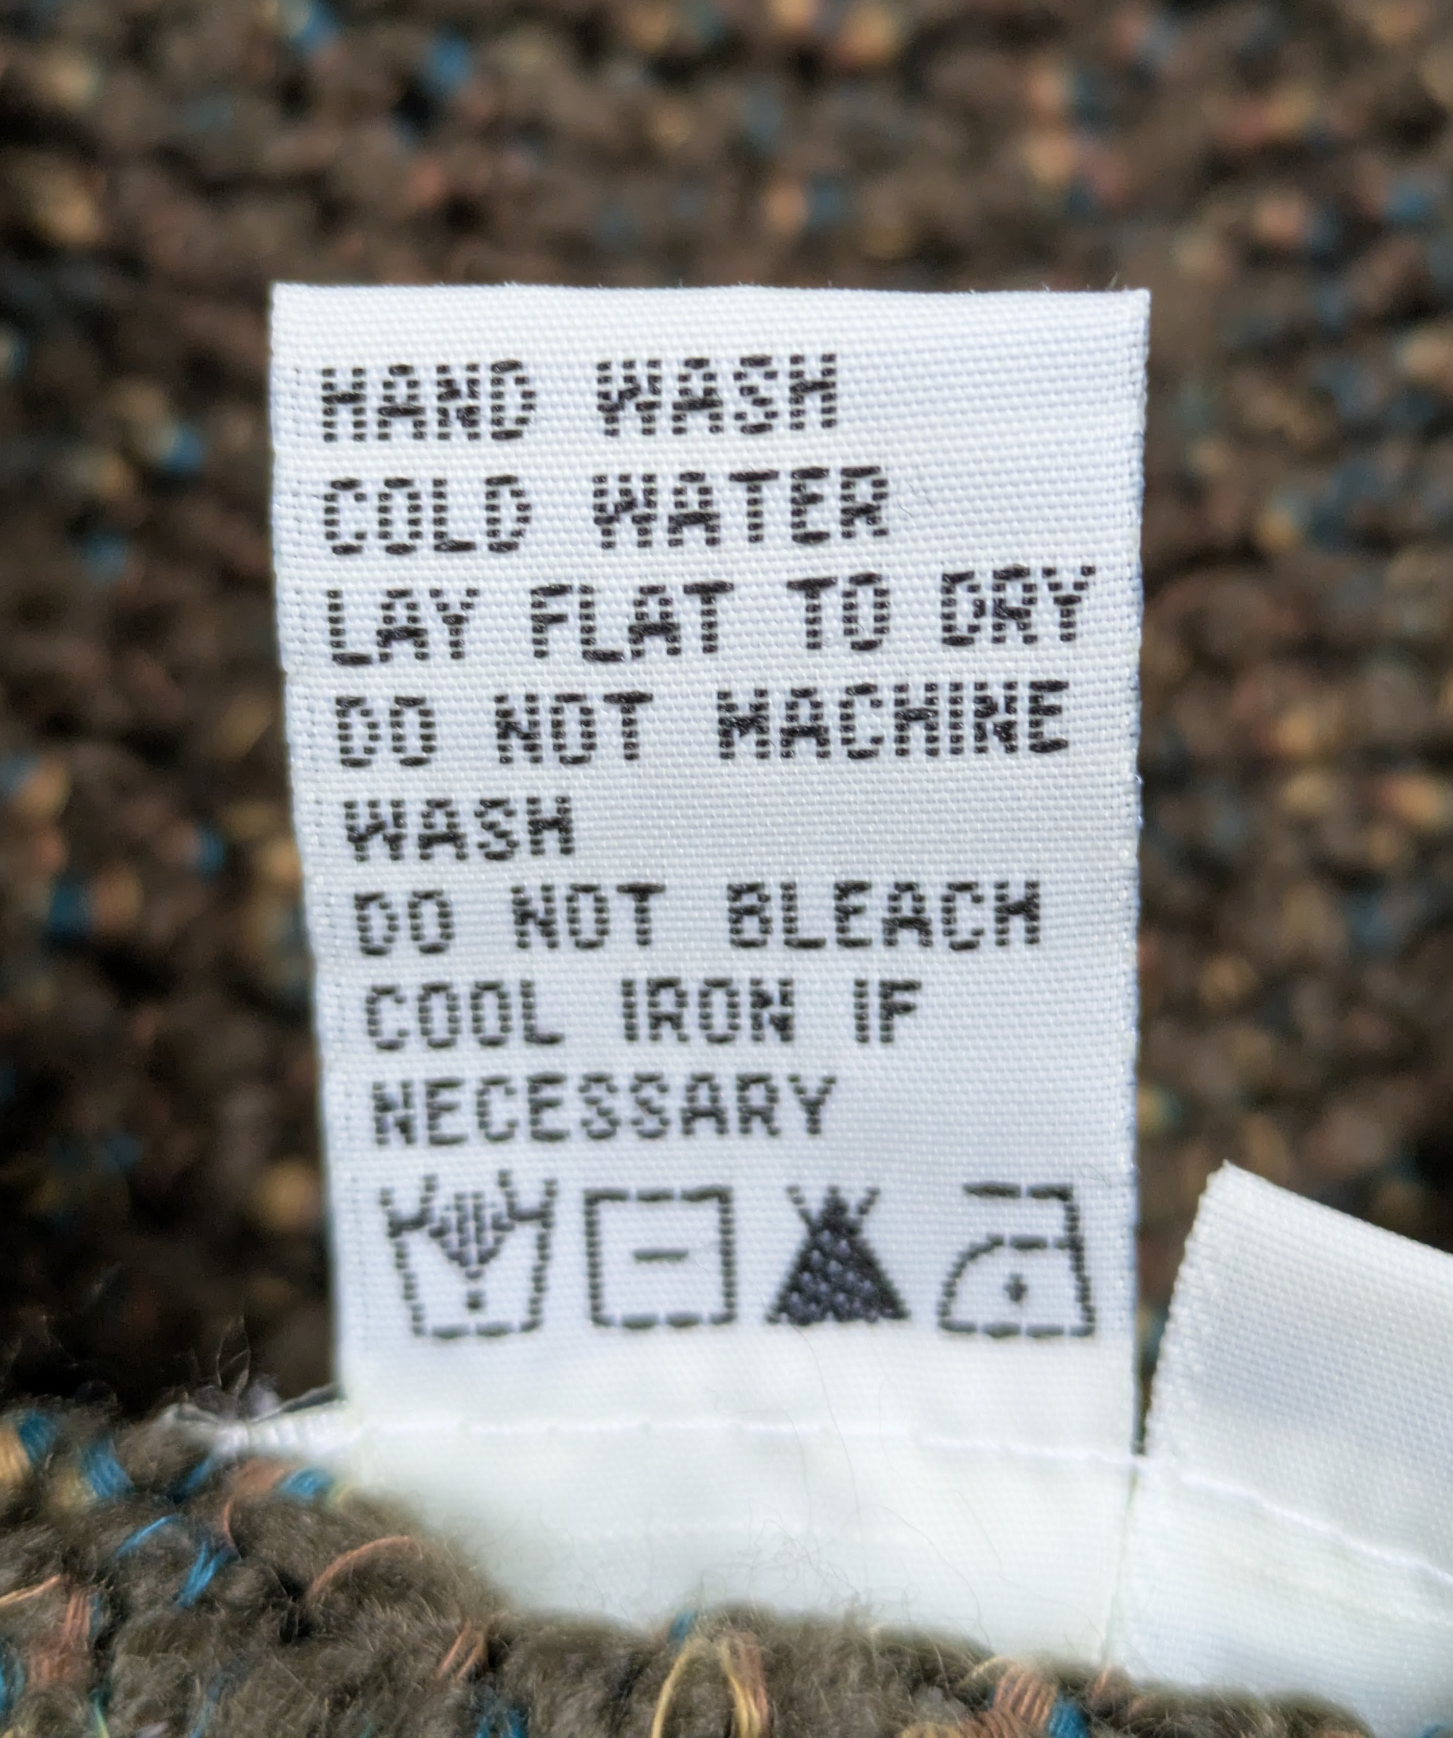 HAND WASH
COLD WATER
LAY FLAT TO DRY
DO NOT MACHINE
WASH
DO NOT BLEACH
COOL IRON IF
NECESSARY